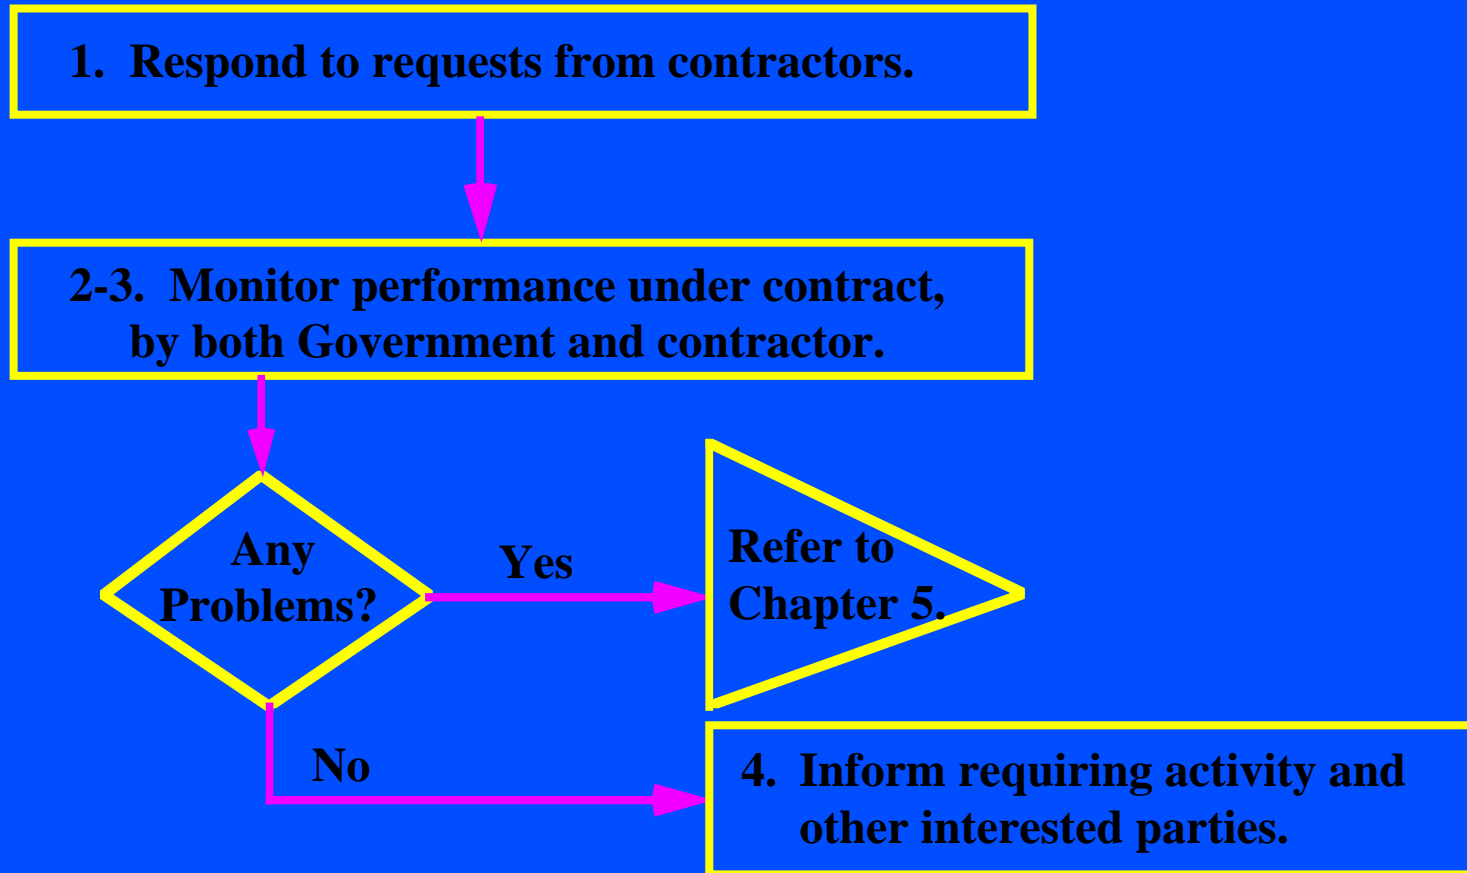 1. Respond to requests from contractors.
2-3. Monitor performance under contract,
by both Government and contractor.
Any
Problems?
Yes
Refer to
Chapter 5.
No
4. Inform requiring activity and
other interested parties.